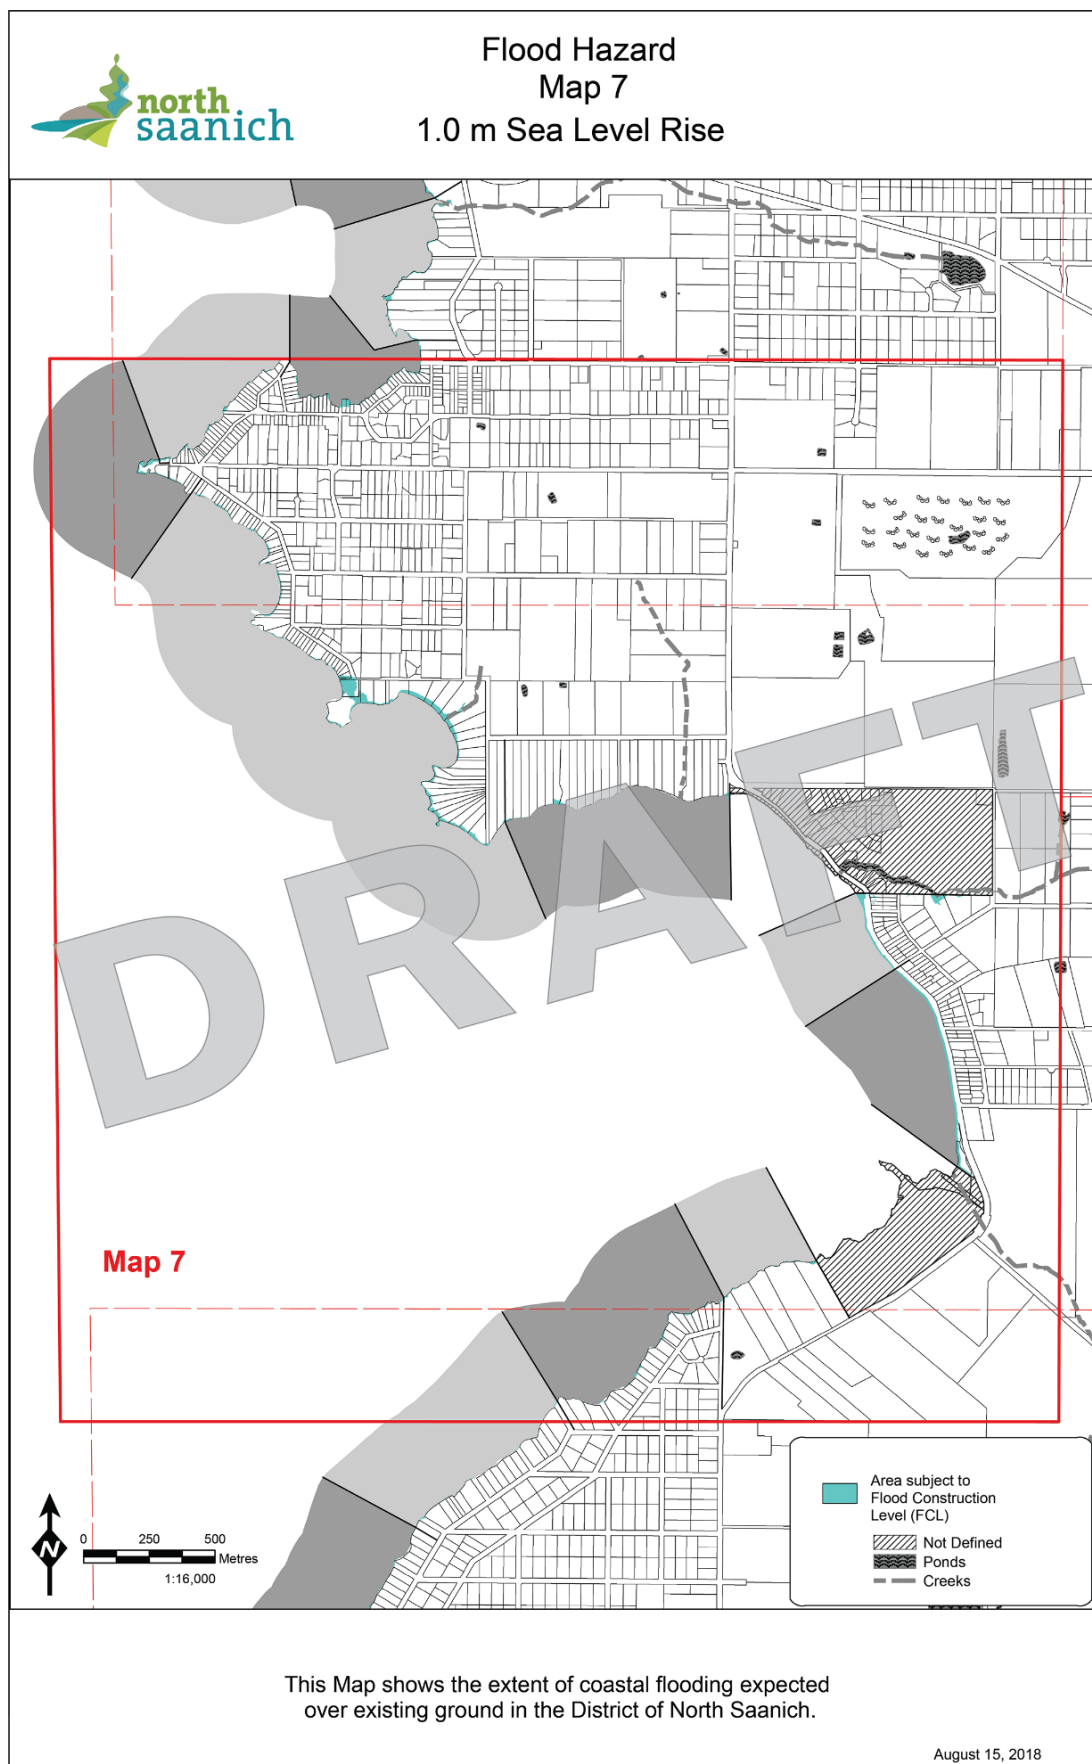 north
saanich
Flood Hazard
Map 7
1.0 m Sea Level Rise
DRAFT
Map 7
N
0 250 500
Metres
1:16,000
Area subject to
Flood Construction
Level (FCL)
Not Defined
Ponds
Creeks
This Map shows the extent of coastal flooding expected
over existing ground in the District of North Saanich.
August 15, 2018